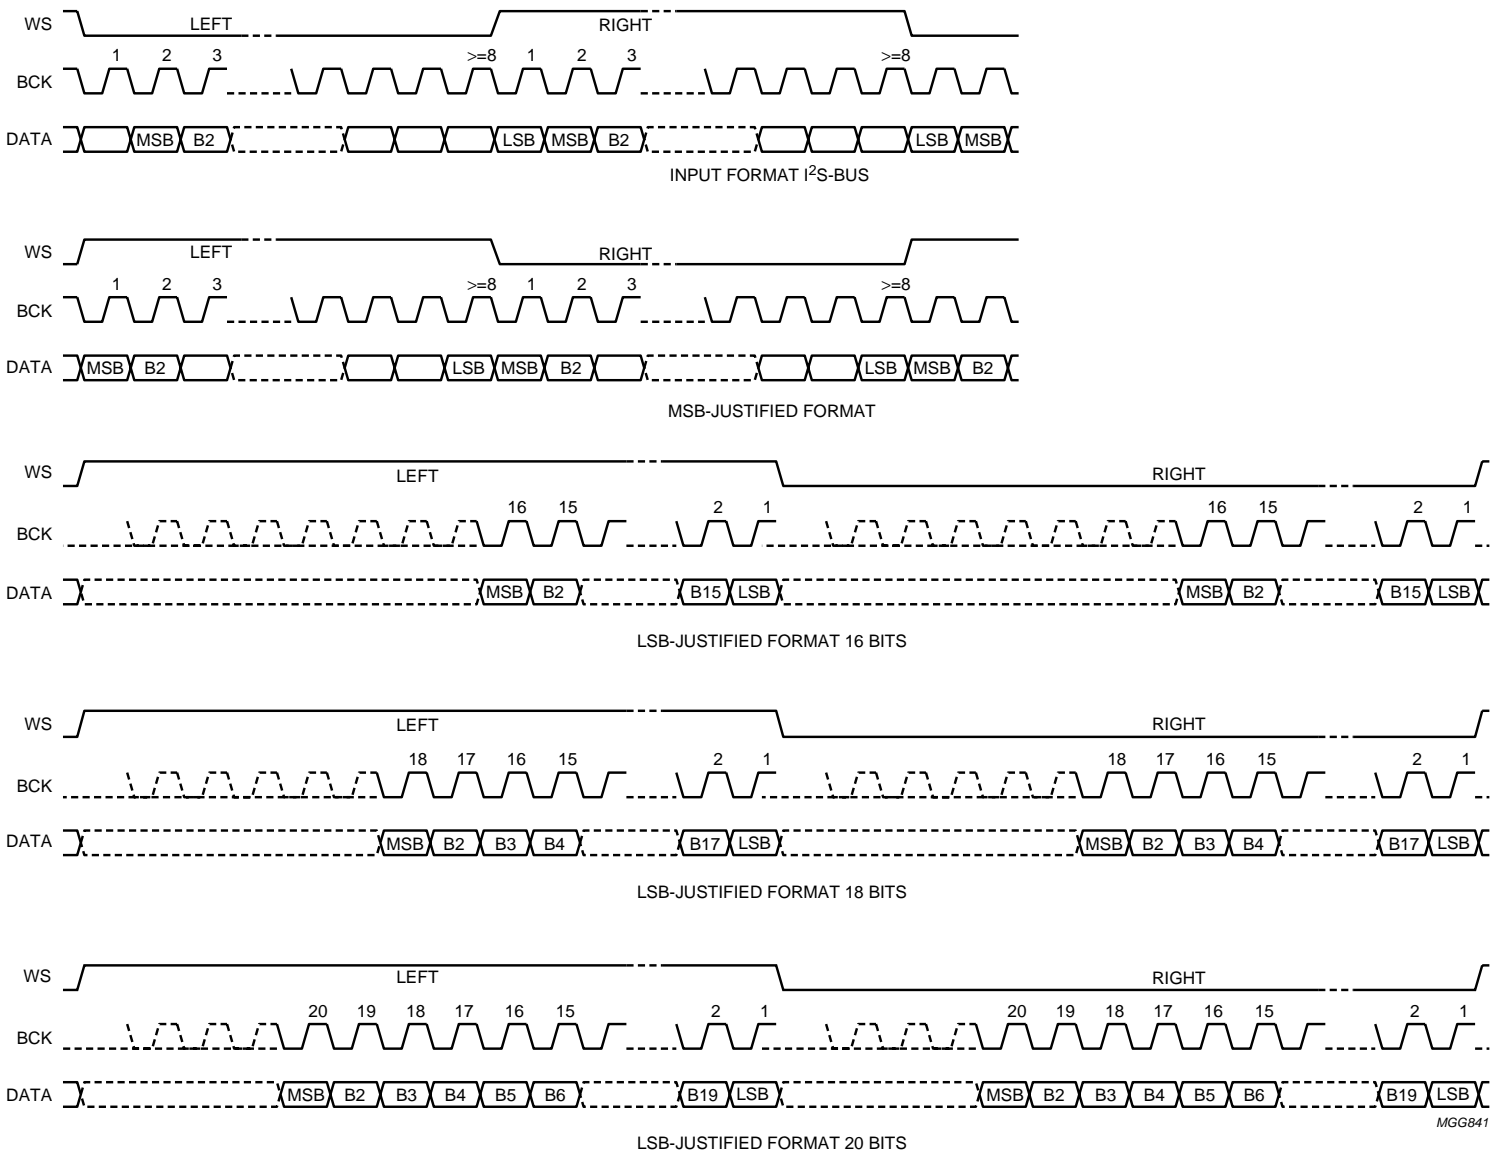 WS LEFT RIGHT
1 2 3 >=8 1 2 3 >=8
BCK
DATA MSB B2 LSB MSB B2 LSB MSB
INPUT FORMAT I²S-BUS
WS LEFT RIGHT
1 2 3 >=8 1 2 3 >=8
BCK
DATA MSB B2 LSB MSB B2 LSB MSB B2
MSB-JUSTIFIED FORMAT
WS LEFT RIGHT
16 15 2 1 16 15 2 1
BCK
DATA MSB B2 B15 LSB MSB B2 B15 LSB
LSB-JUSTIFIED FORMAT 16 BITS
WS LEFT RIGHT
18 17 16 15 2 1 18 17 16 15 2 1
BCK
DATA MSB B2 B3 B4 B17 LSB MSB B2 B3 B4 B17 LSB
LSB-JUSTIFIED FORMAT 18 BITS
WS LEFT RIGHT
20 19 18 17 16 15 2 1 20 19 18 17 16 15 2 1
BCK
DATA MSB B2 B3 B4 B5 B6 B19 LSB MSB B2 B3 B4 B5 B6 B19 LSB
MGG841
LSB-JUSTIFIED FORMAT 20 BITS